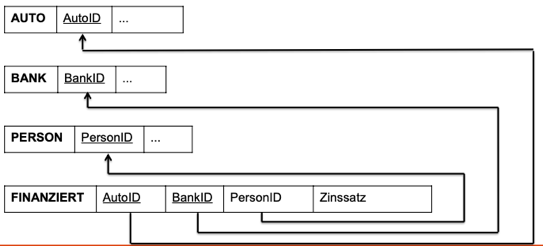 AUTO AutoID ...
BANK BankID ...
PERSON PersonID ...
FINANZIERT AutoID BankID PersonID Zinssatz